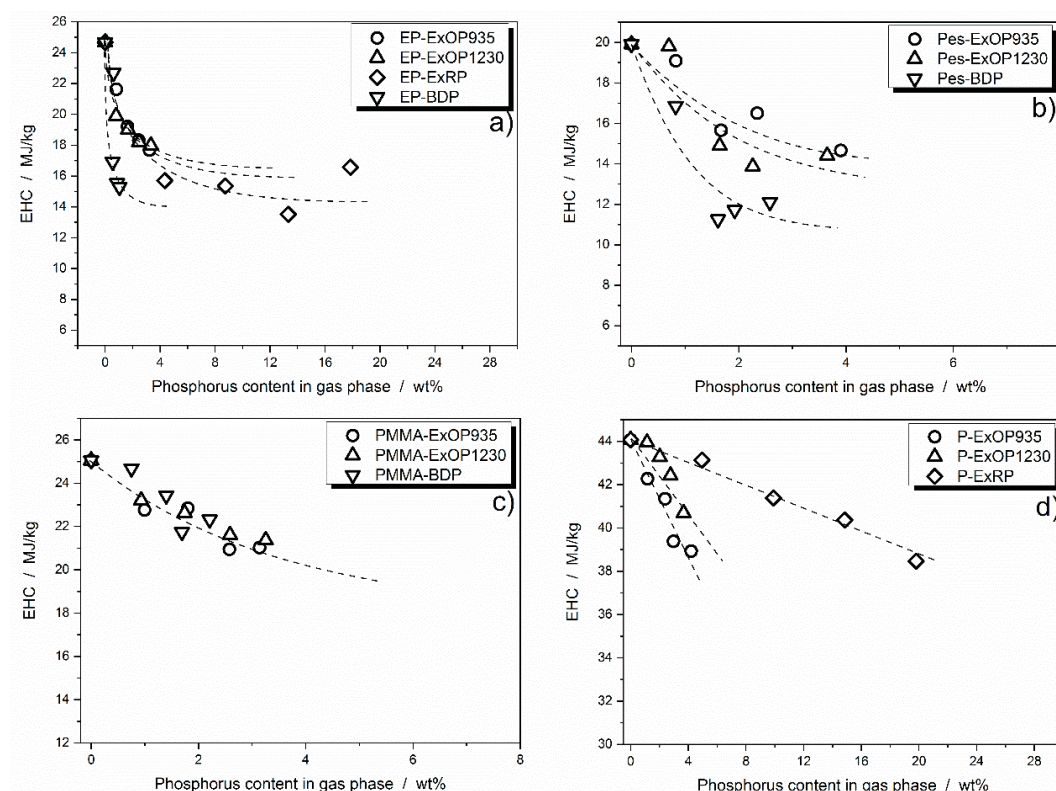 26
24
22
20
18
16
14
12
10
8
6
EHC / MJ/kg
EP-ExOP935
EP-ExOP1230
EP-ExRP
EP-BDP
a)
0 4 8 12 16 20 24 28
Phosphorus content in gas phase / wt%
20
18
16
14
12
10
8
6
EHC / MJ/kg
Pes-ExOP935
Pes-ExOP1230
Pes-BDP
b)
0 2 4 6
Phosphorus content in gas phase / wt%
26
24
22
20
18
16
14
12
EHC / MJ/kg
PMMA-ExOP935
PMMA-ExOP1230
PMMA-BDP
c)
0 2 4 6 8
Phosphorus content in gas phase / wt%
44
42
40
38
36
34
32
30
EHC / MJ/kg
P-ExOP935
P-ExOP1230
P-ExRP
d)
0 4 8 12 16 20 24 28
Phosphorus content in gas phase / wt%